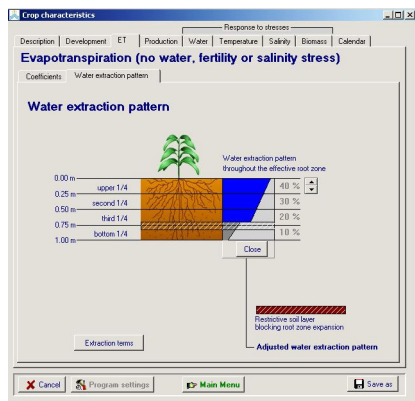 Crop characteristics
Response to stresses
Description Development ET Production Water Temperature Salinity Biomass Calendar
Evapotranspiration (no water, fertility or salinity stress)
Coefficients Water extraction pattern
Water extraction pattern
Water extraction pattern
throughout the effective root zone
0.00 m
upper 1/4 40 %
0.25 m
second 1/4 30 %
0.50 m
third 1/4 20 %
0.75 m
bottom 1/4 10 %
1.00 m
Close
Restrictive soil layer
blocking root zone expansion
Extraction terms
Adjusted water extraction pattern
Cancel Program settings Main Menu Save as